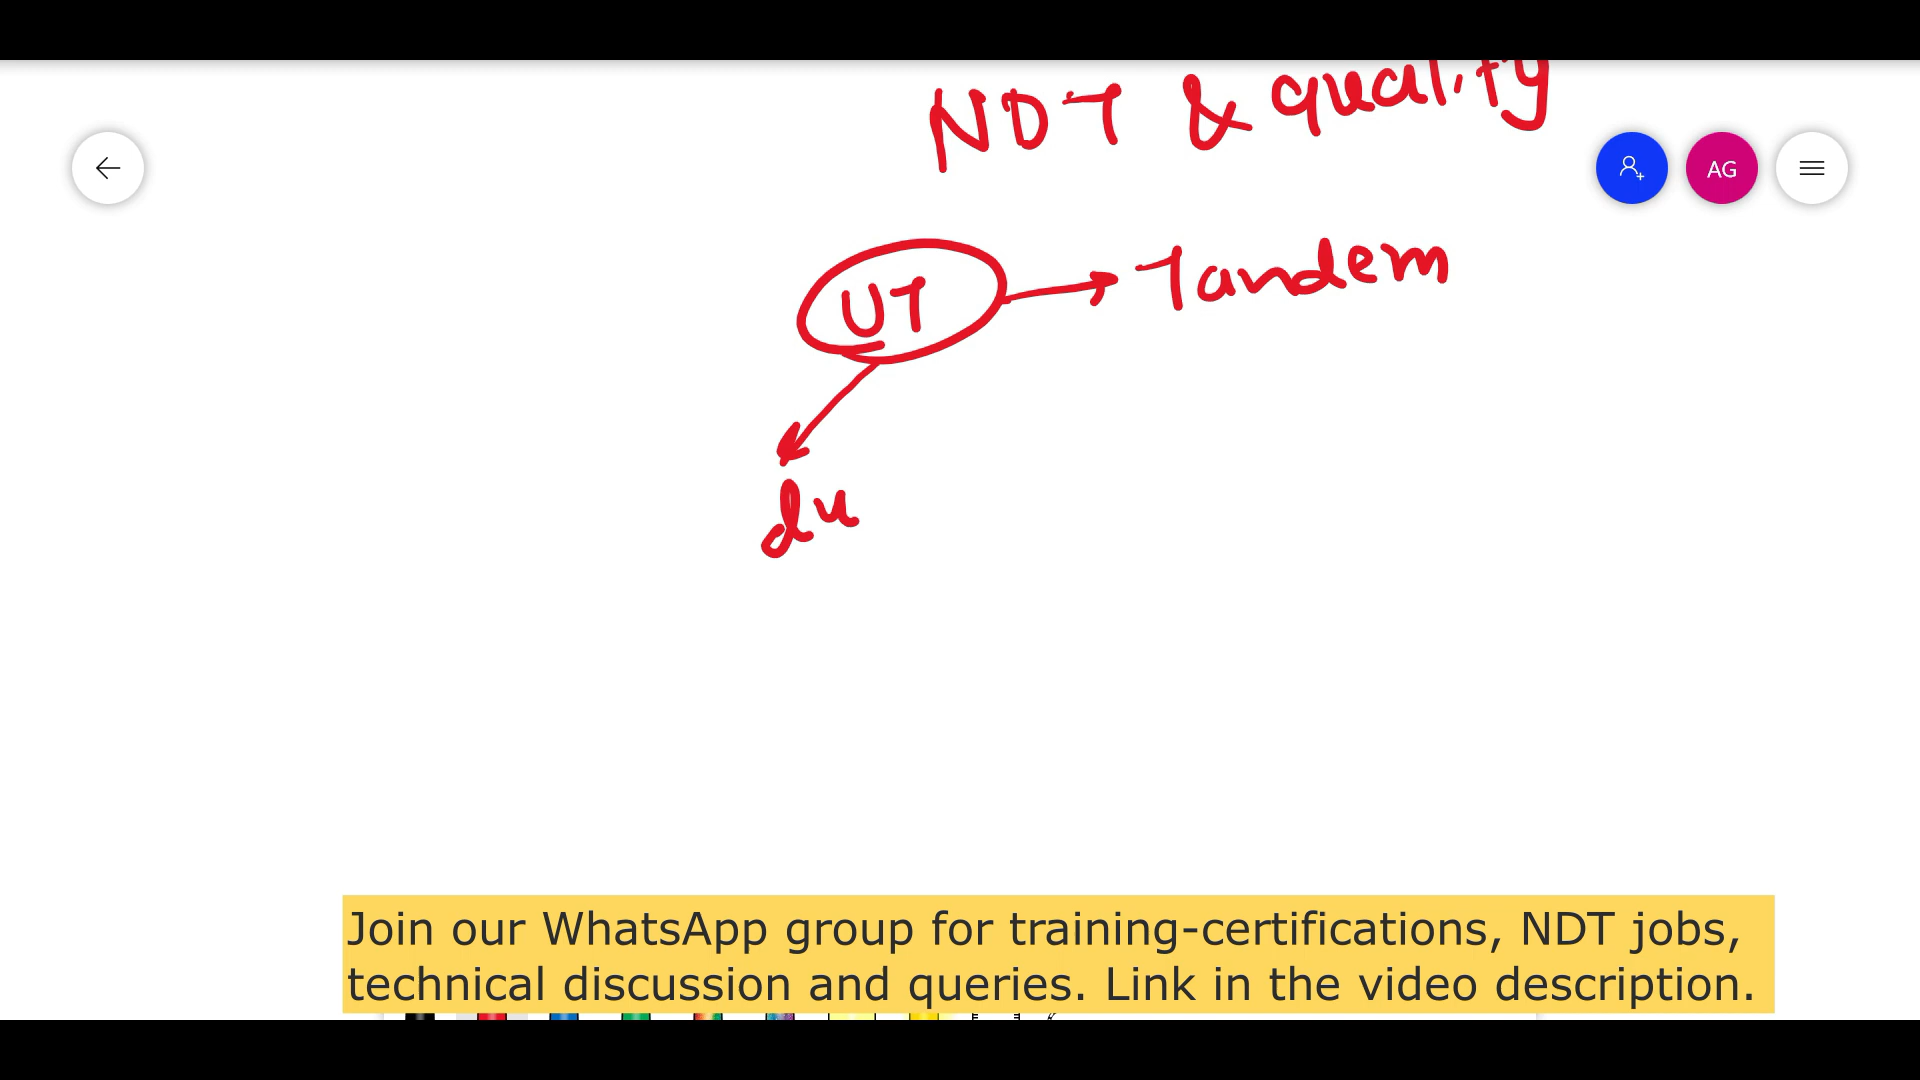 NDT & quality
AG
UT
Tandem
du
Join our WhatsApp group for training-certifications, NDT jobs,
technical discussion and queries. Link in the video description.